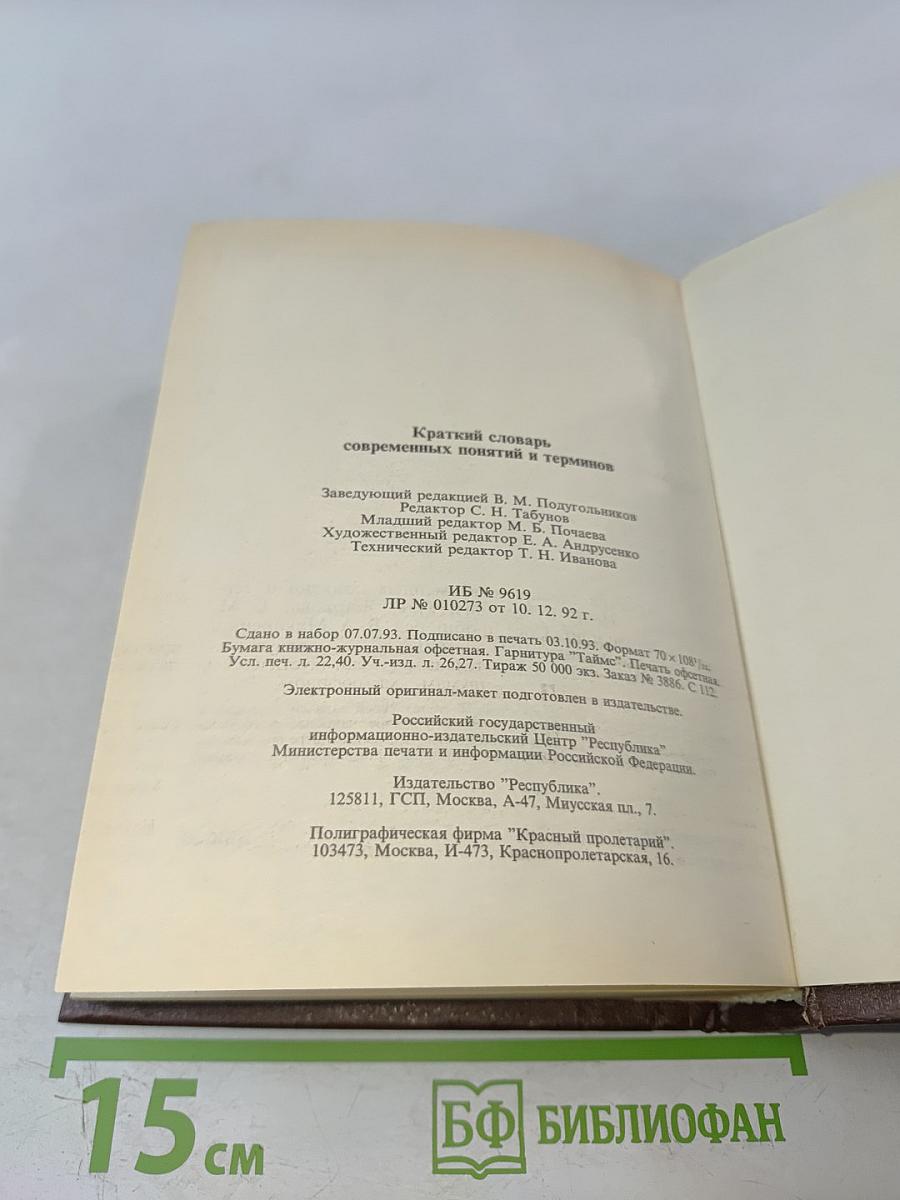 Краткий словарь
современных понятий и терминов
Заведующий редакцией В. М. Подугольников
Редактор С. Н. Табунов
Младший редактор М. Б. Почаева
Художественный редактор Е. А. Андрусенко
Технический редактор Т. Н. Иванова
ИБ № 9619
ЛР № 010273 от 10. 12. 92 г.
Сдано в набор 07.07.93. Подписано в печать 03.10.93. Формат 70×108¹/₃₂.
Бумага книжно-журнальная офсетная. Гарнитура "Таймс". Печать офсетная.
Усл. печ. л. 22,40. Уч.-изд. л. 26,27. Тираж 50 000 экз. Заказ № 3886. С 112.
Электронный оригинал-макет подготовлен в издательстве.
Российский государственный
информационно-издательский Центр "Республика"
Министерства печати и информации Российской Федерации.
Издательство "Республика".
125811, ГСП, Москва, А-47, Миусская пл., 7.
Полиграфическая фирма "Красный пролетарий".
103473, Москва, И-473, Краснопролетарская, 16.
15 см
БФ БИБЛИОФАН